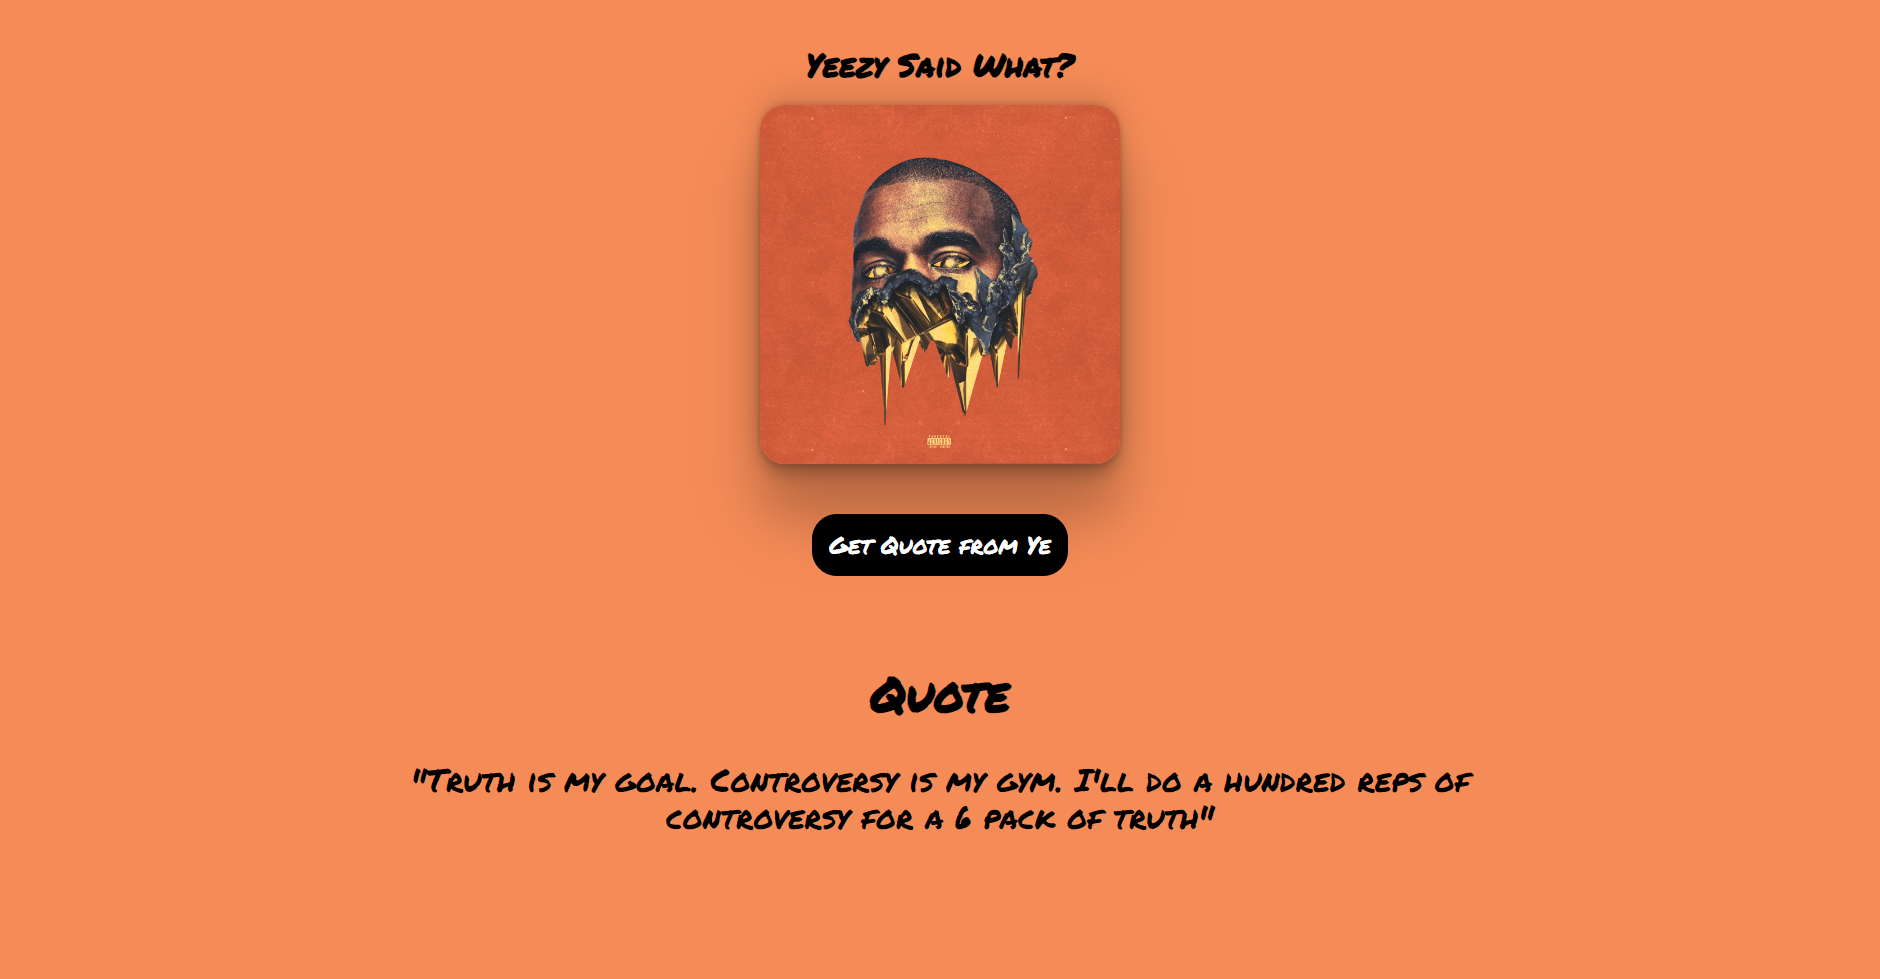 Yeezy Said What?
Get Quote from Ye
Quote
"Truth is my goal. Controversy is my gym. I'll do a hundred reps of
controversy for a 6 pack of truth"